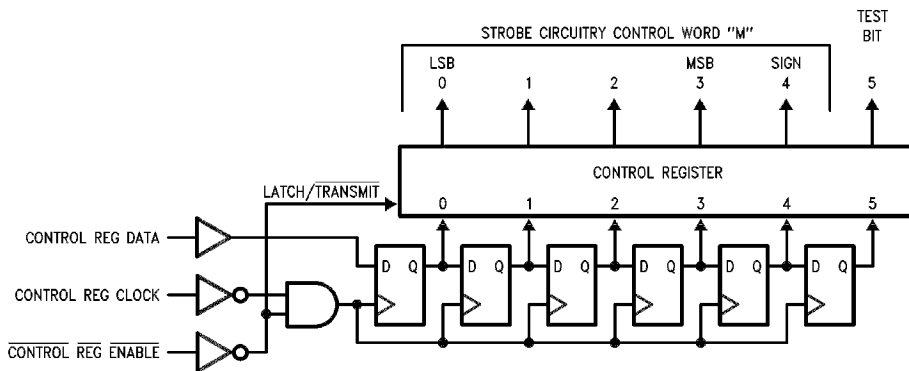 STROBE CIRCUITRY CONTROL WORD "M"
TEST
BIT
LSB MSB SIGN
0 1 2 3 4 5
CONTROL REGISTER
LATCH/TRANSMIT
0 1 2 3 4 5
CONTROL REG DATA
D Q D Q D Q D Q D Q D Q
CONTROL REG CLOCK
CONTROL REG ENABLE